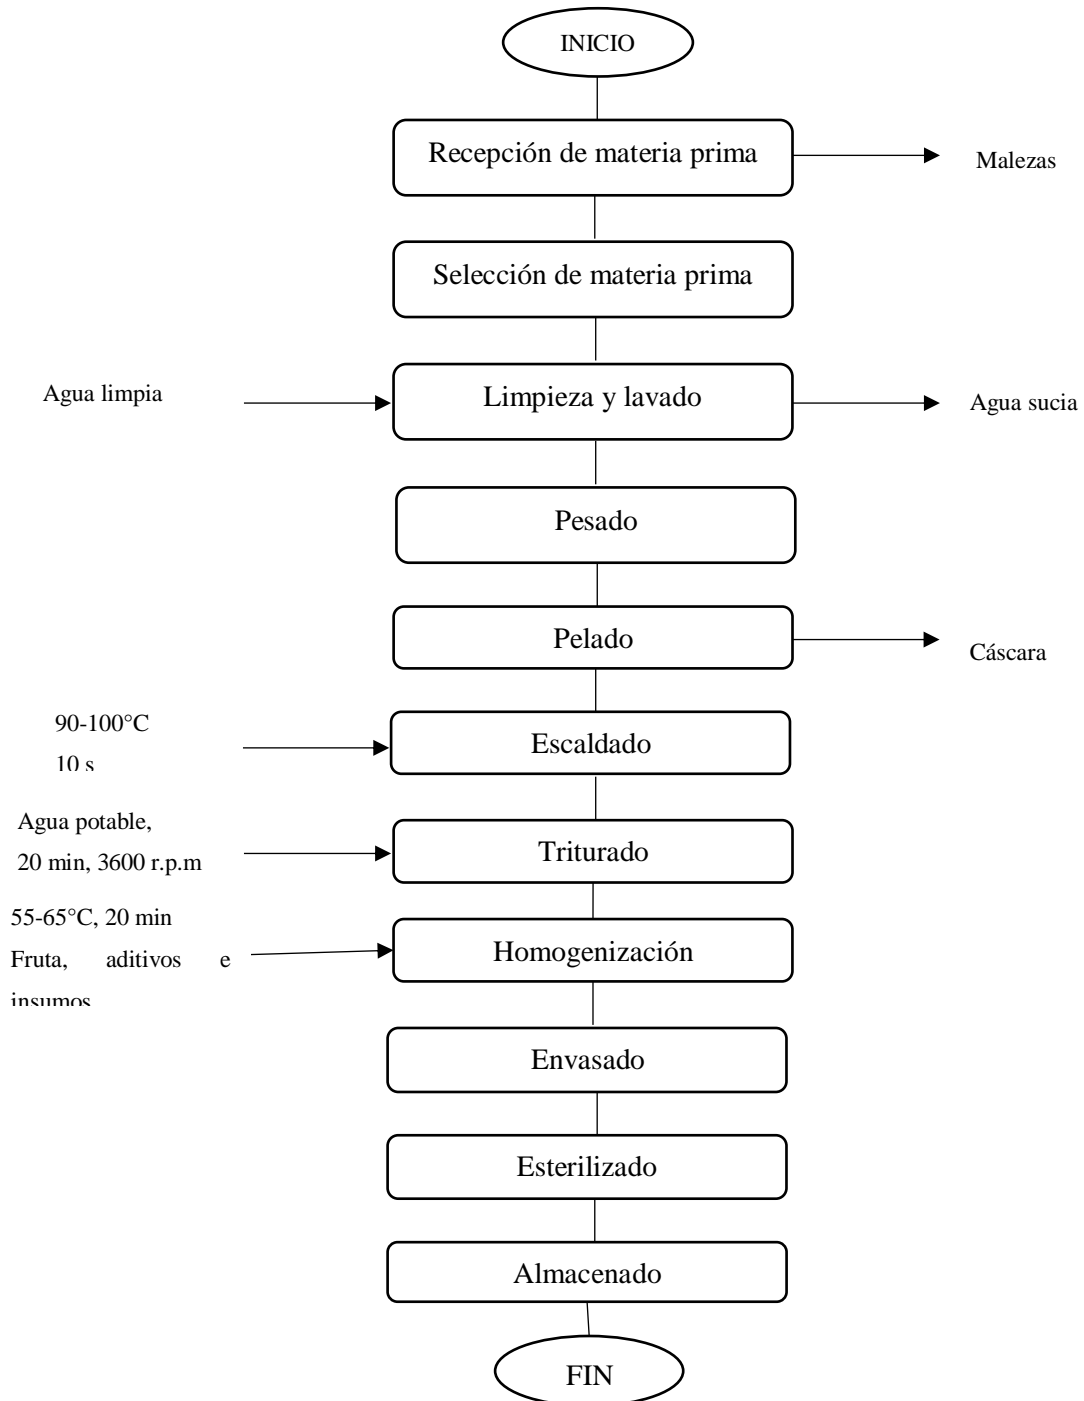 INICIO
Recepción de materia prima
Malezas
Selección de materia prima
Agua limpia
Limpieza y lavado
Agua sucia
Pesado
Pelado
Cáscara
90-100°C
10 s
Escaldado
Agua potable,
20 min, 3600 r.p.m
Triturado
55-65°C, 20 min
Fruta, aditivos e
insumos
Homogenización
Envasado
Esterilizado
Almacenado
FIN